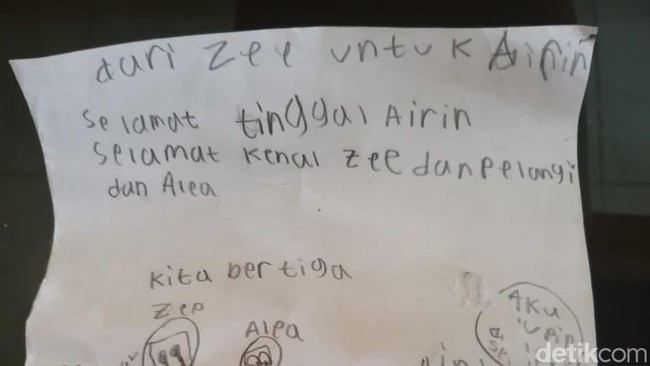 dari Zee untuk Airin
Selamat tinggal Airin
Selamat kenal Zee dan Pelangi
dan Alea
kita bertiga
Zee
Alea
AKU
detikcom